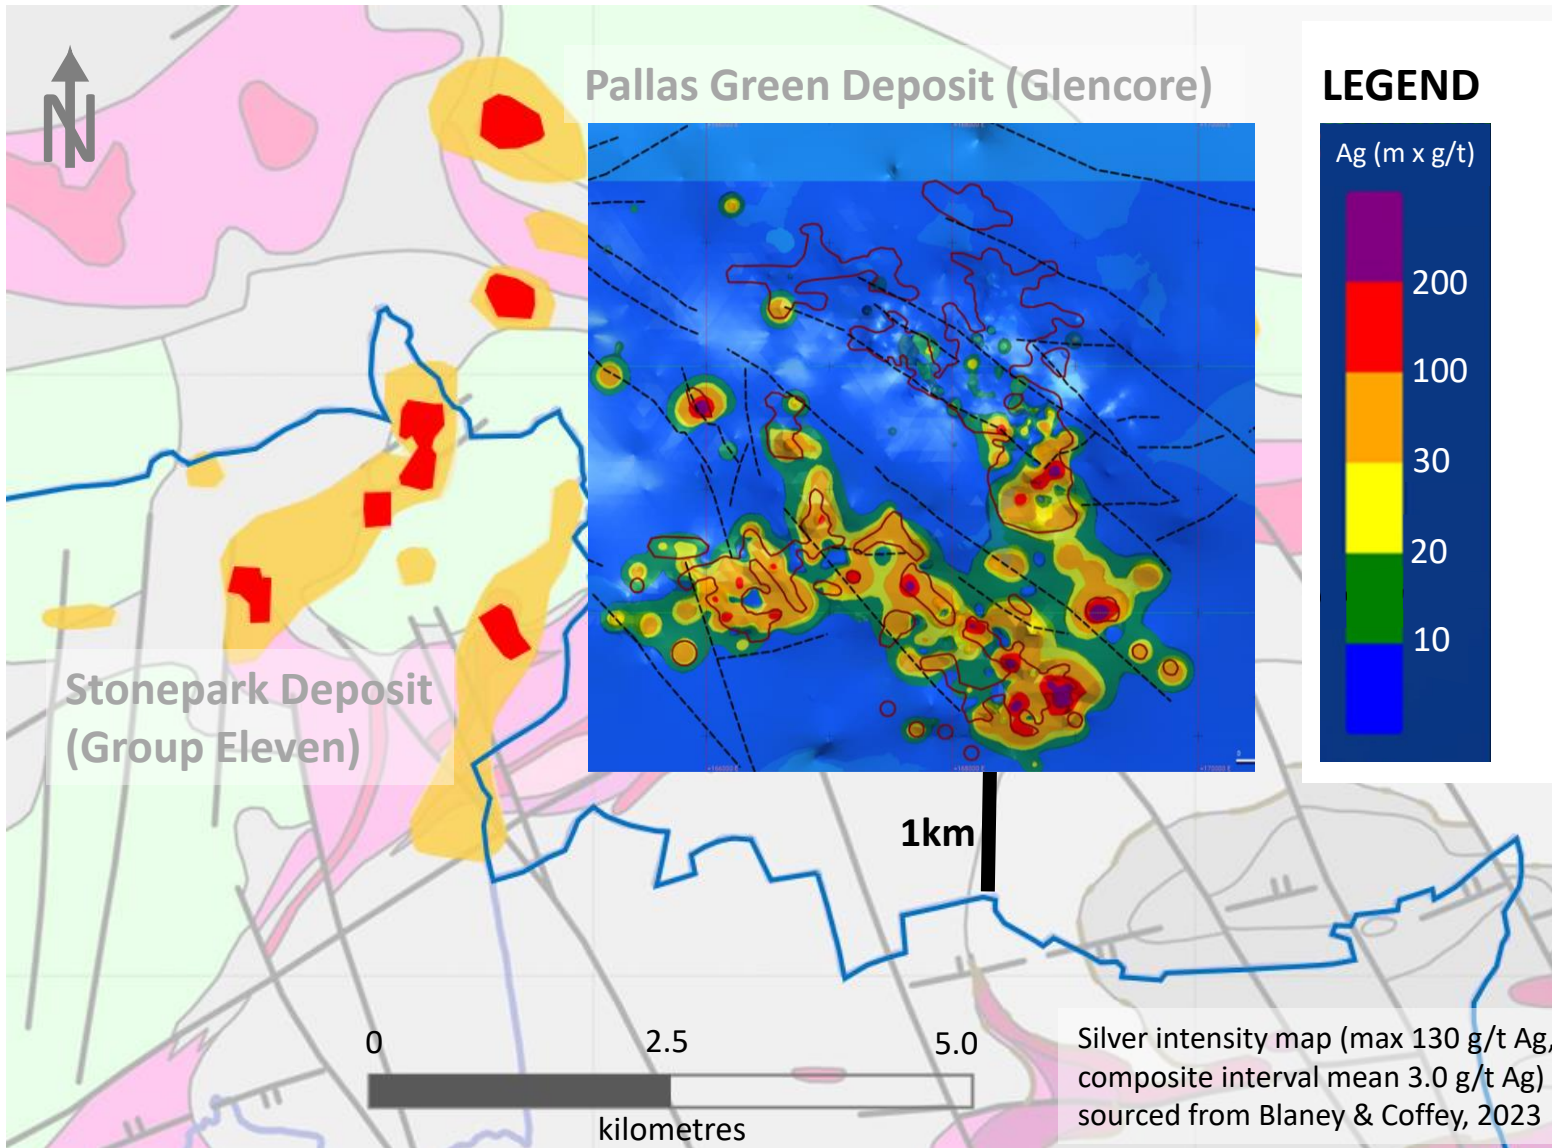 N
Pallas Green Deposit (Glencore)
LEGEND
Ag (m x g/t)
200
100
30
20
10
Stonepark Deposit
(Group Eleven)
1km
0
2.5
5.0
kilometres
Silver intensity map (max 130 g/t Ag,
composite interval mean 3.0 g/t Ag)
sourced from Blaney & Coffey, 2023